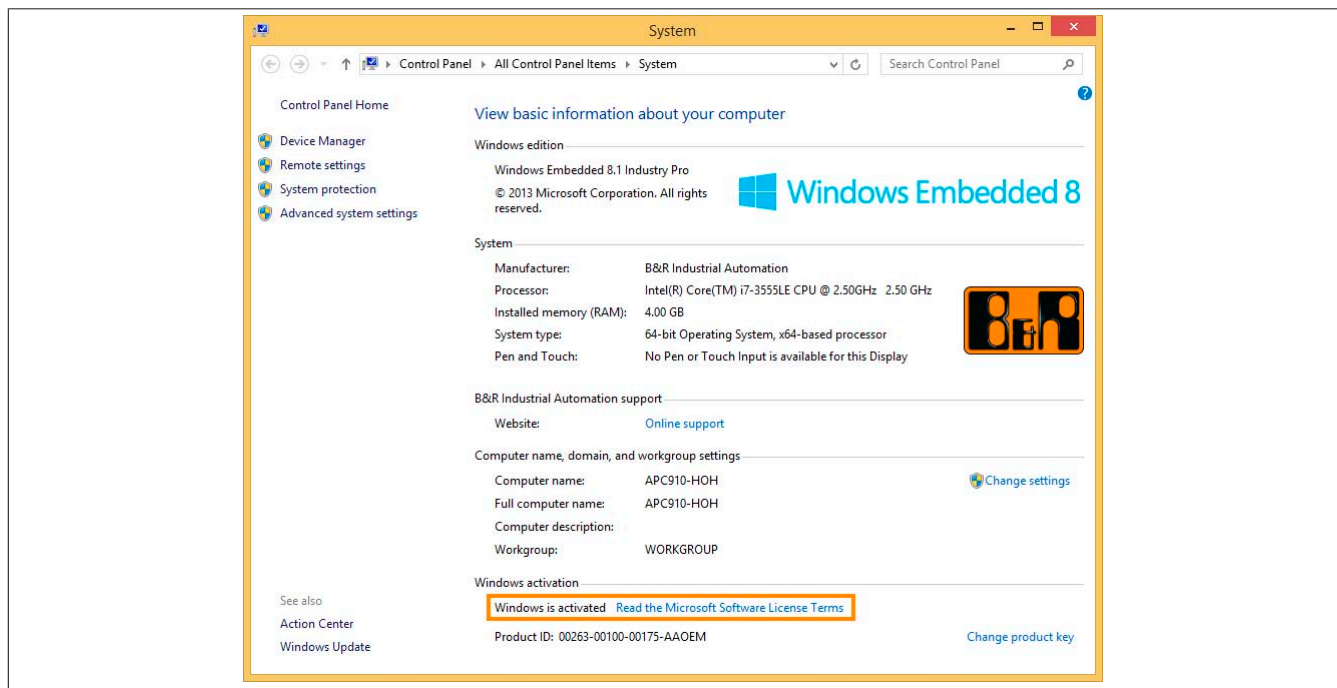 System
Control Panel All Control Panel Items System
Search Control Panel
Control Panel Home
Device Manager
Remote settings
System protection
Advanced system settings
See also
Action Center
Windows Update
View basic information about your computer
Windows edition
Windows Embedded 8.1 Industry Pro
© 2013 Microsoft Corporation. All rights
reserved.
Windows Embedded 8
System
Manufacturer: B&R Industrial Automation
Processor: Intel(R) Core(TM) i7-3555LE CPU @ 2.50GHz 2.50 GHz
Installed memory (RAM): 4.00 GB
System type: 64-bit Operating System, x64-based processor
Pen and Touch: No Pen or Touch Input is available for this Display
B&R
B&R Industrial Automation support
Website: Online support
Computer name, domain, and workgroup settings
Computer name: APC910-HOH Change settings
Full computer name: APC910-HOH
Computer description:
Workgroup: WORKGROUP
Windows activation
Windows is activated Read the Microsoft Software License Terms
Product ID: 00263-00100-00175-AAOEM Change product key